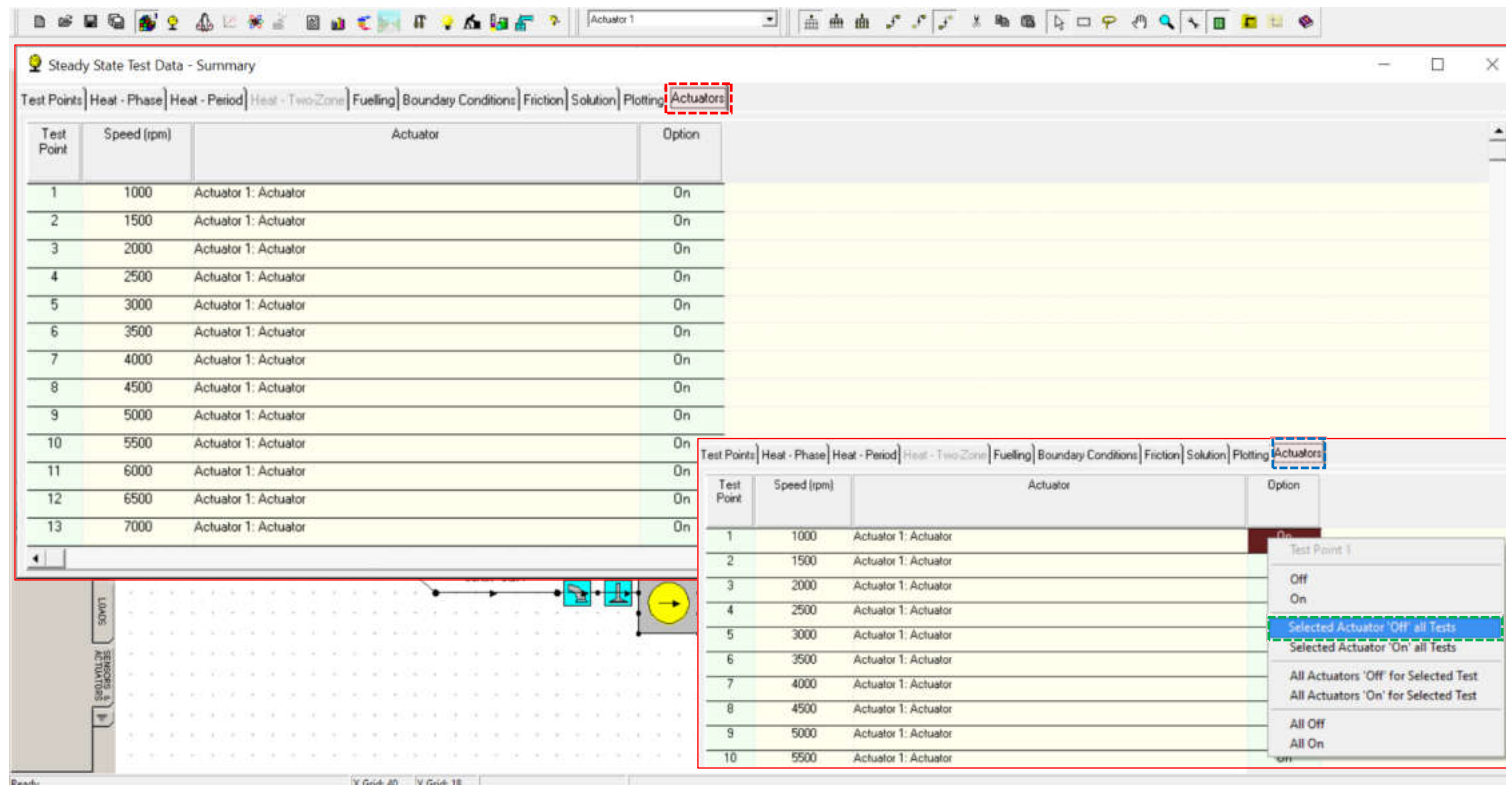 Actuator 1
Steady State Test Data - Summary
Test Points Heat - Phase Heat - Period Heat - Two-Zone Fuelling Boundary Conditions Friction Solution Plotting Actuators
Test Point Speed (rpm) Actuator Option
1 1000 Actuator 1: Actuator On
2 1500 Actuator 1: Actuator On
3 2000 Actuator 1: Actuator On
4 2500 Actuator 1: Actuator On
5 3000 Actuator 1: Actuator On
6 3500 Actuator 1: Actuator On
7 4000 Actuator 1: Actuator On
8 4500 Actuator 1: Actuator On
9 5000 Actuator 1: Actuator On
10 5500 Actuator 1: Actuator On
11 6000 Actuator 1: Actuator On
12 6500 Actuator 1: Actuator On
13 7000 Actuator 1: Actuator On
Test Points Heat - Phase Heat - Period Heat - Two-Zone Fuelling Boundary Conditions Friction Solution Plotting Actuators
Test Point Speed (rpm) Actuator Option
1 1000 Actuator 1: Actuator On
2 1500 Actuator 1: Actuator
3 2000 Actuator 1: Actuator
4 2500 Actuator 1: Actuator
5 3000 Actuator 1: Actuator
6 3500 Actuator 1: Actuator
7 4000 Actuator 1: Actuator
8 4500 Actuator 1: Actuator
9 5000 Actuator 1: Actuator
10 5500 Actuator 1: Actuator On
Test Point 1
Off
On
Selected Actuator 'Off' all Tests
Selected Actuator 'On' all Tests
All Actuators 'Off' for Selected Test
All Actuators 'On' for Selected Test
All Off
All On
LOADS
SENSORS &
ACTUATORS
Ready
X Grid: 40 Y Grid: 18